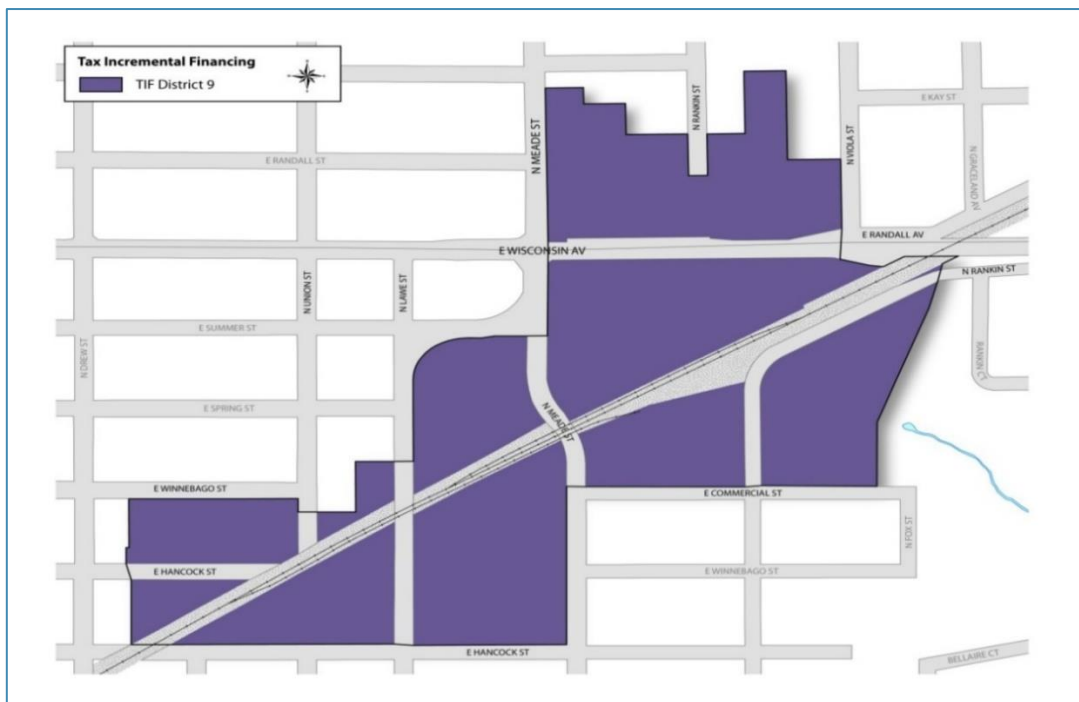 Tax Incremental Financing
TIF District 9
E KAY ST
N RANKIN ST
N MEADE ST
N VIOLA ST
N GRACELAND AV
E RANDALL ST
E RANDALL AV
E WISCONSIN AV
N RANKIN ST
N UNION ST
N LAWE ST
E SUMMER ST
N DREW ST
RANKIN CT
E SPRING ST
N MEADE ST
E WINNEBAGO ST
E COMMERCIAL ST
N FOX ST
E HANCOCK ST
E WINNEBAGO ST
E HANCOCK ST
BELLAIRE CT